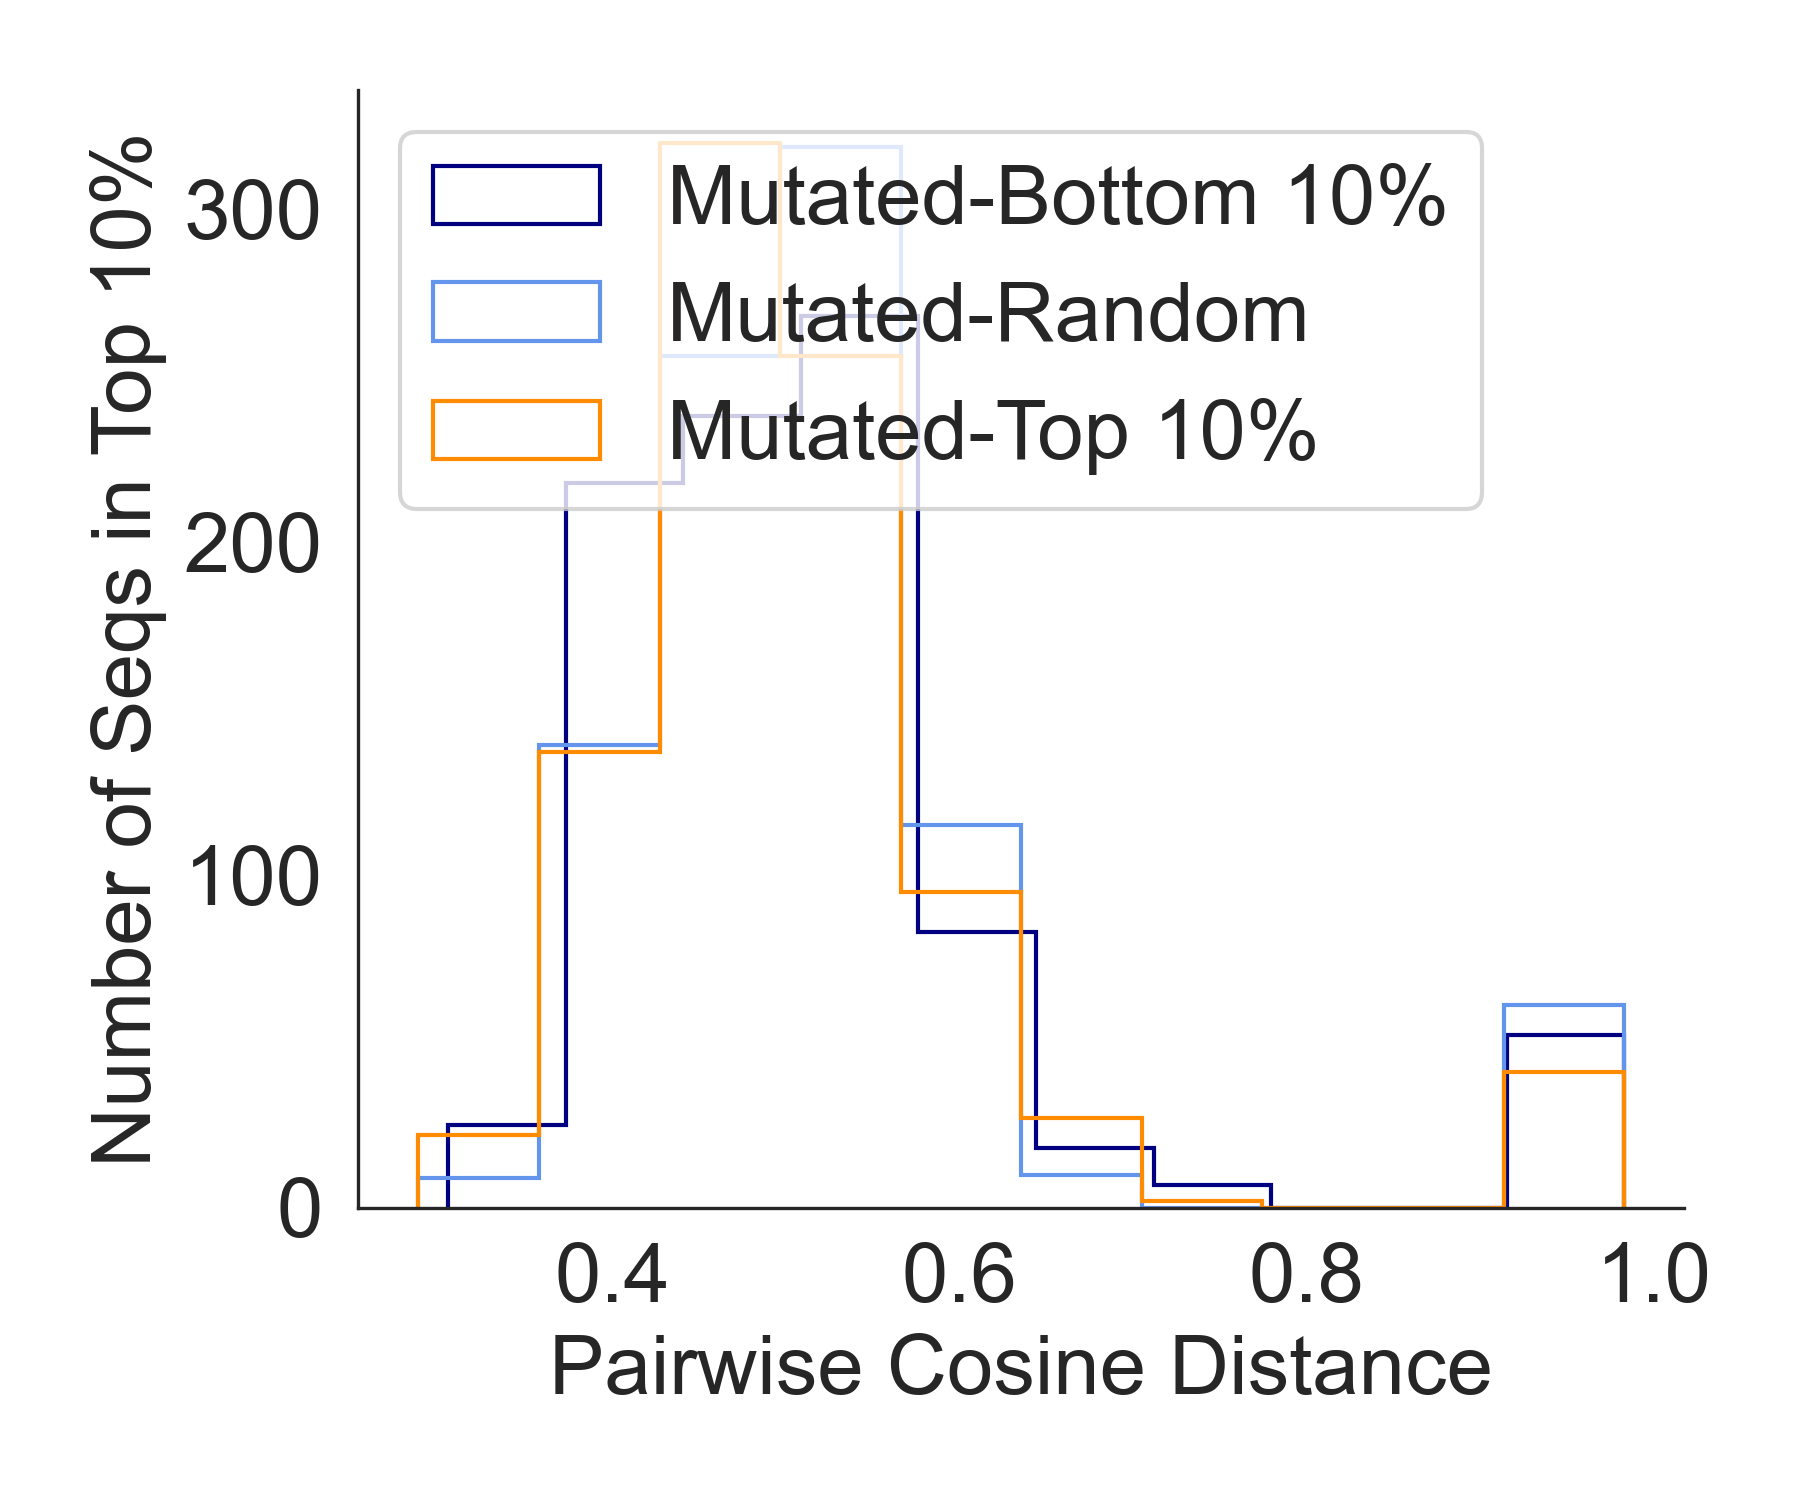 Number of Seqs in Top 10%
300
200
100
0
Mutated-Bottom 10%
Mutated-Random
Mutated-Top 10%
0.4 0.6 0.8 1.0
Pairwise Cosine Distance